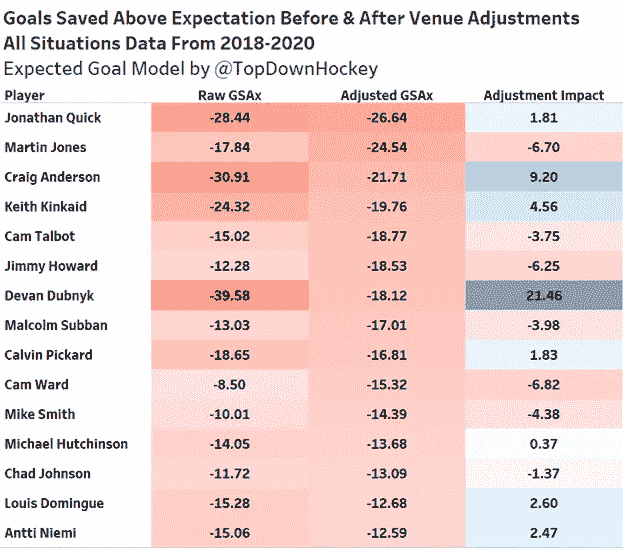 Goals Saved Above Expectation Before & After Venue Adjustments
All Situations Data From 2018-2020
Expected Goal Model by @TopDownHockey
Player Raw GSAx Adjusted GSAx Adjustment Impact
Jonathan Quick -28.44 -26.64 1.81
Martin Jones -17.84 -24.54 -6.70
Craig Anderson -30.91 -21.71 9.20
Keith Kinkaid -24.32 -19.76 4.56
Cam Talbot -15.02 -18.77 -3.75
Jimmy Howard -12.28 -18.53 -6.25
Devan Dubnyk -39.58 -18.12 21.46
Malcolm Subban -13.03 -17.01 -3.98
Calvin Pickard -18.65 -16.81 1.83
Cam Ward -8.50 -15.32 -6.82
Mike Smith -10.01 -14.39 -4.38
Michael Hutchinson -14.05 -13.68 0.37
Chad Johnson -11.72 -13.09 -1.37
Louis Domingue -15.28 -12.68 2.60
Antti Niemi -15.06 -12.59 2.47